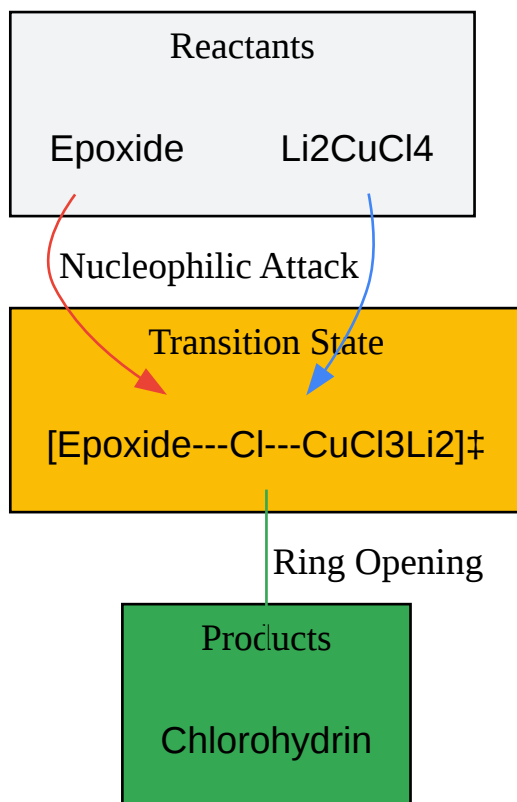 Reactants
Epoxide Li2CuCl4
Nucleophilic Attack
Transition State
[Epoxide---Cl---CuCl3Li2]‡
Ring Opening
Products
Chlorohydrin